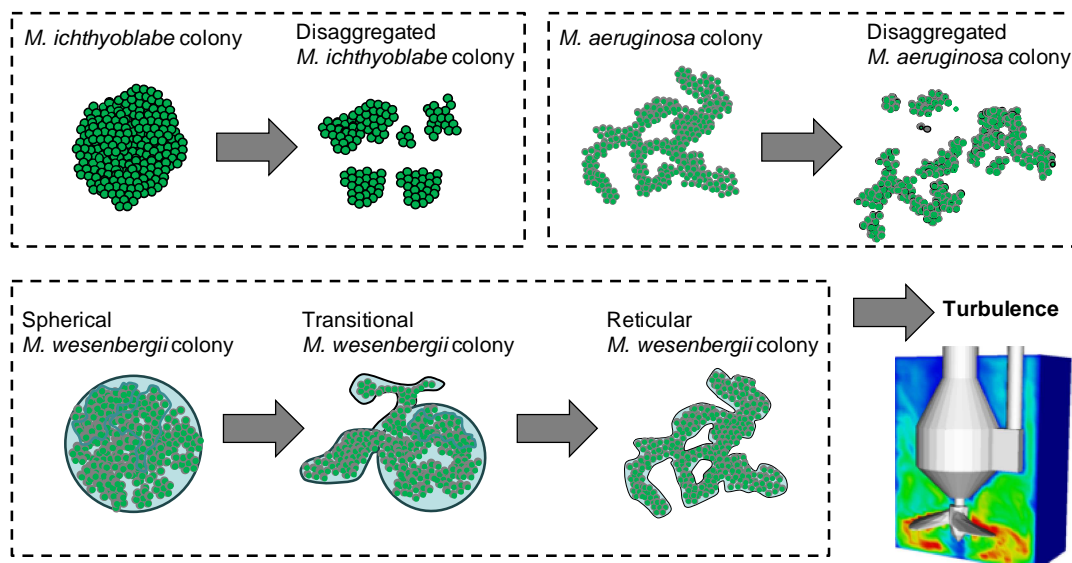 M. ichthyoblabe colony
Disaggregated
M. ichthyoblabe colony
M. aeruginosa colony
Disaggregated
M. aeruginosa colony
Spherical
M. wesenbergii colony
Transitional
M. wesenbergii colony
Reticular
M. wesenbergii colony
Turbulence